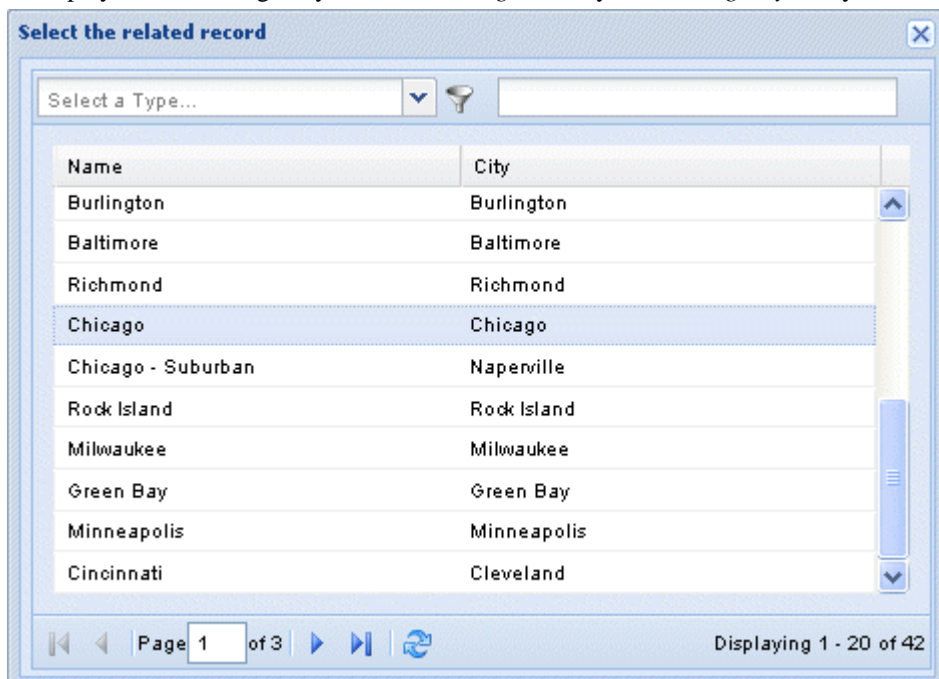 Select the related record
Select a Type...
Name City
Burlington Burlington
Baltimore Baltimore
Richmond Richmond
Chicago Chicago
Chicago - Suburban Naperville
Rock Island Rock Island
Milwaukee Milwaukee
Green Bay Green Bay
Minneapolis Minneapolis
Cincinnati Cleveland
Page 1 of 3 Displaying 1 - 20 of 42